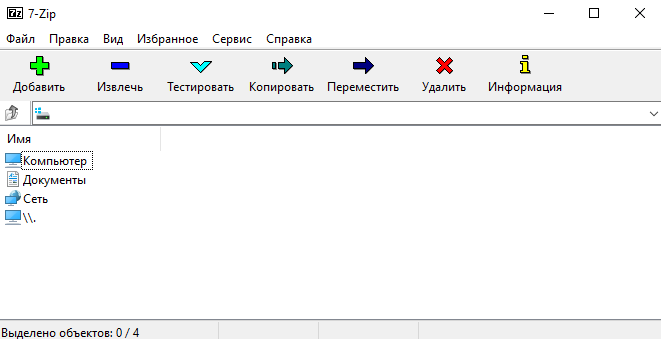 7z 7-Zip
Файл Правка Вид Избранное Сервис Справка
Добавить Извлечь Тестировать Копировать Переместить Удалить Информация
Имя
Компьютер
Документы
Сеть
\\.
Выделено объектов: 0 / 4